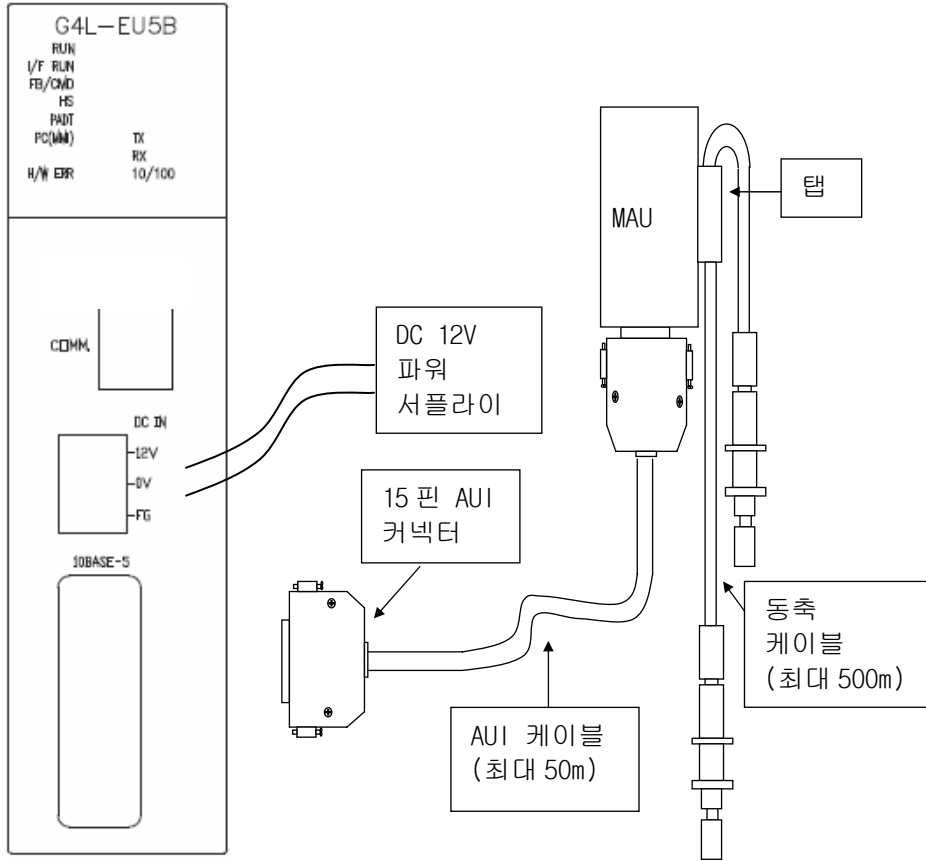 G4L-EU5B
RUN
I/F RUN
FB/CMD
HS
PADT
PC(MMI) TX
RX
H/W ERR 10/100
COMM.
DC IN
12V
0V
FG
10BASE-5
DC 12V
파워
서플라이
15 핀 AUI
커넥터
MAU
탭
AUI 케이블
(최대 50m)
동축
케이블
(최대 500m)